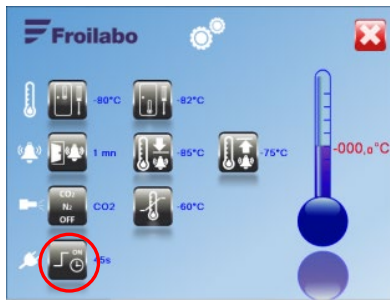 Froilabo
-80°C -82°C
1 mn -85°C -75°C
-000,0°C
CO2
N2
OFF
CO2 -60°C
ON
45s